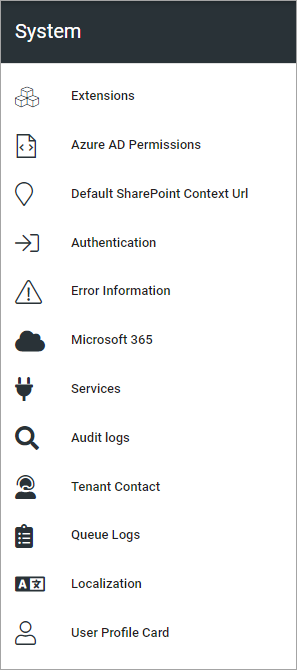 System
Extensions
Azure AD Permissions
Default SharePoint Context Url
Authentication
Error Information
Microsoft 365
Services
Audit logs
Tenant Contact
Queue Logs
Localization
User Profile Card